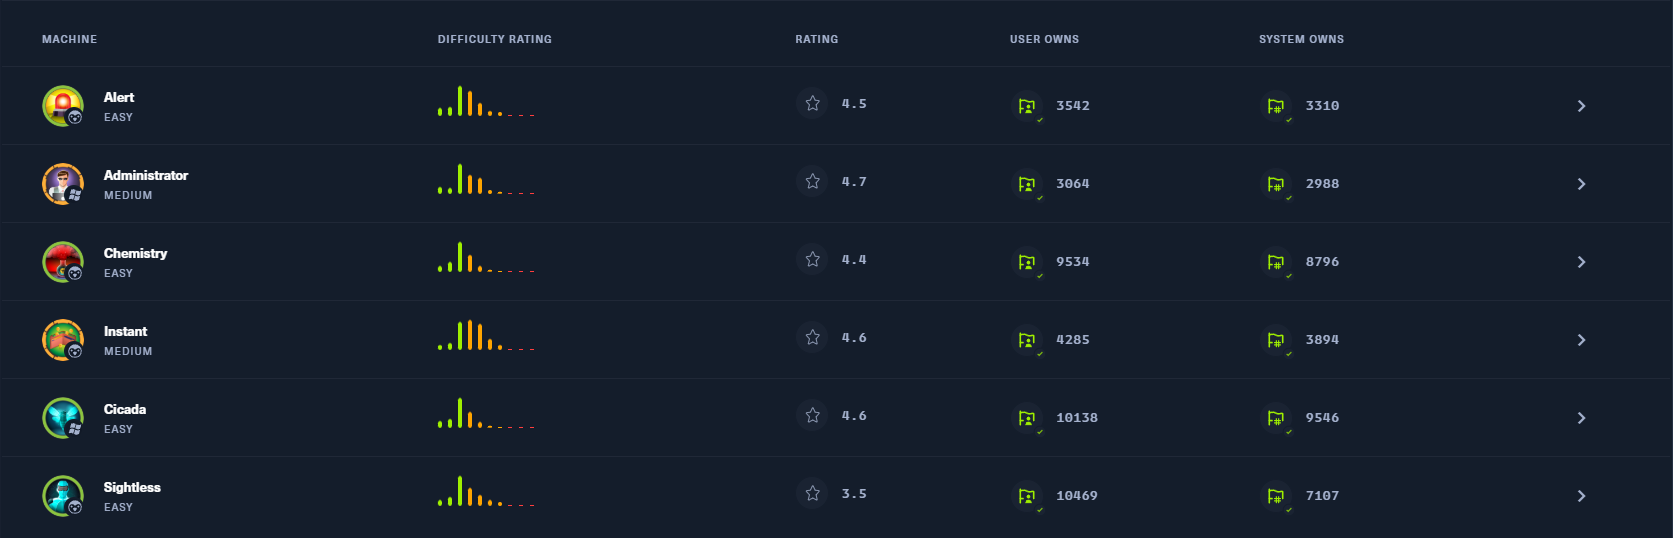 MACHINE DIFFICULTY RATING RATING USER OWNS SYSTEM OWNS
Alert
EASY
4.5 3542 3310
Administrator
MEDIUM
4.7 3064 2988
Chemistry
EASY
4.4 9534 8796
Instant
MEDIUM
4.6 4285 3894
Cicada
EASY
4.6 10138 9546
Sightless
EASY
3.5 10469 7107